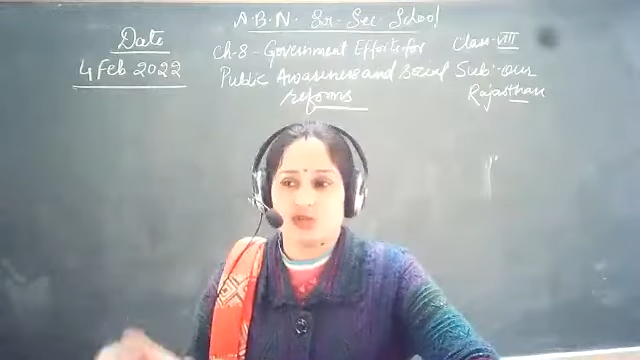 A.B.N. Sr. Sec. School
Date
4 Feb 2022
Ch-8 - Government Efforts for
Public Awareness and Social
reforms
Class - VIII
Sub - our
Rajasthan